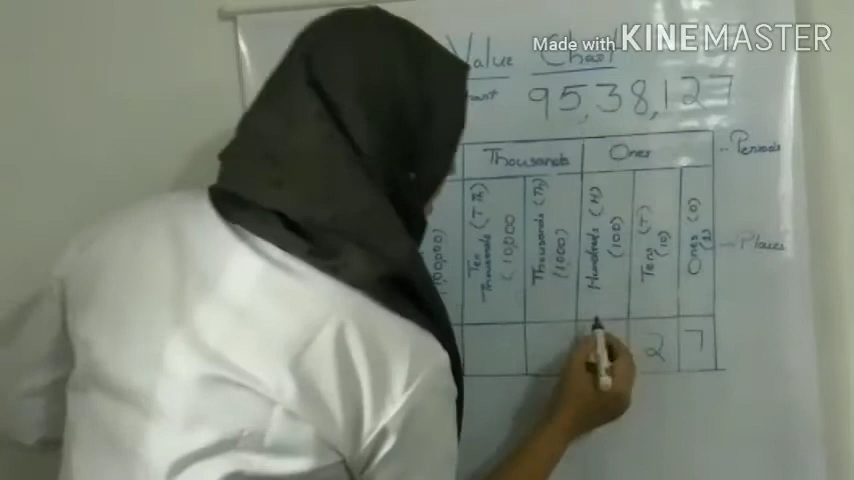 Made with KINEMASTER
Value Chart
95,38,127
Thousands Ones Periods
Ten Thousands (T Th) (10,000
Thousands (Th) (1000)
Hundreds (H) (100)
Tens (T) (10)
Ones (O) (1)
Places
2 7